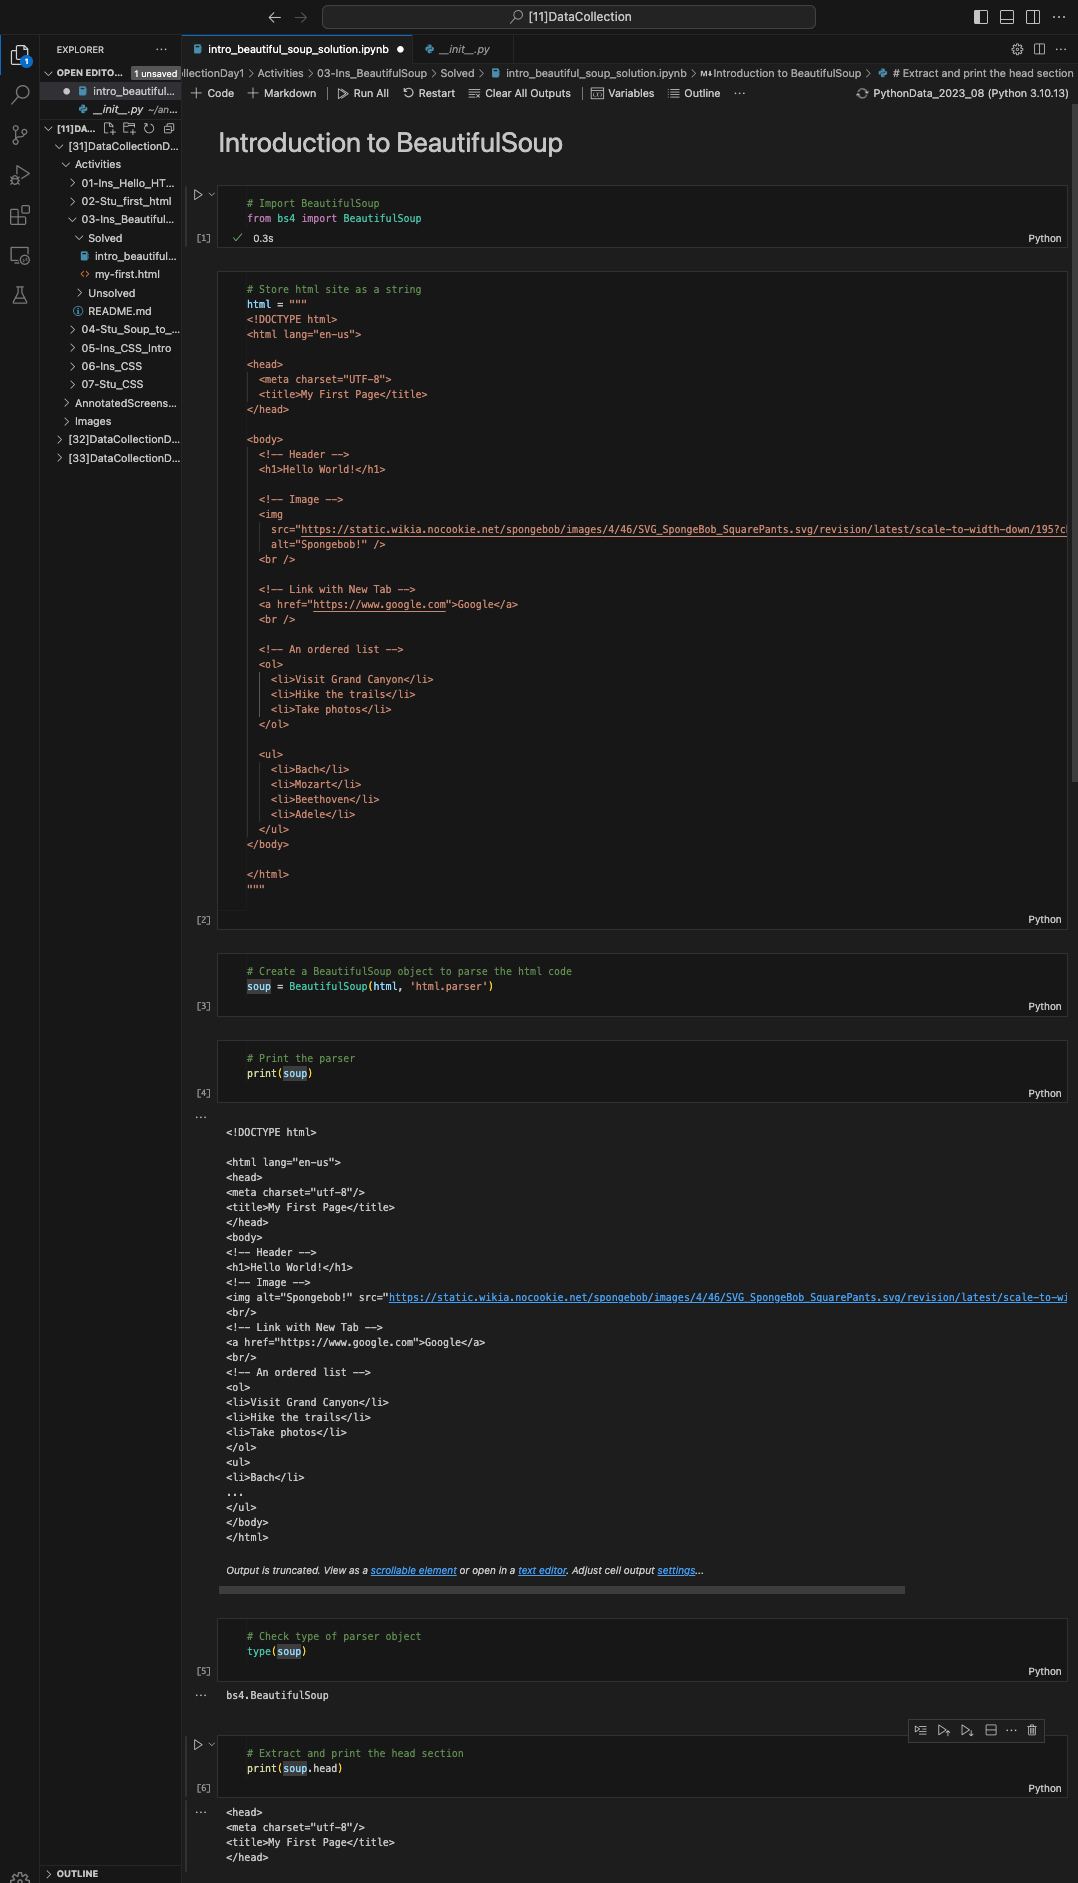 [11]DataCollection
EXPLORER
intro_beautiful_soup_solution.ipynb
__init__.py
OPEN EDITO... 1 unsaved
llectionDay1 > Activities > 03-Ins_BeautifulSoup > Solved > intro_beautiful_soup_solution.ipynb > M↓Introduction to BeautifulSoup > # Extract and print the head section
intro_beautiful...
__init__.py ~/an...
+ Code + Markdown | Run All Restart Clear All Outputs | Variables Outline ... PythonData_2023_08 (Python 3.10.13)
[11]DA...
[31]DataCollectionD...
Activities
01-Ins_Hello_HT...
02-Stu_first_html
03-Ins_Beautiful...
Solved
intro_beautiful...
my-first.html
Unsolved
README.md
04-Stu_Soup_to_...
05-Ins_CSS_Intro
06-Ins_CSS
07-Stu_CSS
AnnotatedScreens...
Images
[32]DataCollectionD...
[33]DataCollectionD...
OUTLINE
1
Introduction to BeautifulSoup
# Import BeautifulSoup
from bs4 import BeautifulSoup
[1] ✓ 0.3s Python
# Store html site as a string
html = """
<!DOCTYPE html>
<html lang="en-us">
<head>
<meta charset="UTF-8">
<title>My First Page</title>
</head>
<body>
<!-- Header -->
<h1>Hello World!</h1>
<!-- Image -->
<img
src="https://static.wikia.nocookie.net/spongebob/images/4/46/SVG_SpongeBob_SquarePants.svg/revision/latest/scale-to-width-down/195?c
alt="Spongebob!" />
<br />
<!-- Link with New Tab -->
<a href="https://www.google.com">Google</a>
<br />
<!-- An ordered list -->
<ol>
<li>Visit Grand Canyon</li>
<li>Hike the trails</li>
<li>Take photos</li>
</ol>
<ul>
<li>Bach</li>
<li>Mozart</li>
<li>Beethoven</li>
<li>Adele</li>
</ul>
</body>
</html>
"""
[2] Python
# Create a BeautifulSoup object to parse the html code
soup = BeautifulSoup(html, 'html.parser')
[3] Python
# Print the parser
print(soup)
[4] Python
...
<!DOCTYPE html>
<html lang="en-us">
<head>
<meta charset="utf-8"/>
<title>My First Page</title>
</head>
<body>
<!-- Header -->
<h1>Hello World!</h1>
<!-- Image -->
<img alt="Spongebob!" src="https://static.wikia.nocookie.net/spongebob/images/4/46/SVG_SpongeBob_SquarePants.svg/revision/latest/scale-to-wi
<br/>
<!-- Link with New Tab -->
<a href="https://www.google.com">Google</a>
<br/>
<!-- An ordered list -->
<ol>
<li>Visit Grand Canyon</li>
<li>Hike the trails</li>
<li>Take photos</li>
</ol>
<ul>
<li>Bach</li>
...
</ul>
</body>
</html>
Output is truncated. View as a scrollable element or open in a text editor. Adjust cell output settings...
# Check type of parser object
type(soup)
[5] Python
... bs4.BeautifulSoup
# Extract and print the head section
print(soup.head)
[6] Python
... <head>
<meta charset="utf-8"/>
<title>My First Page</title>
</head>